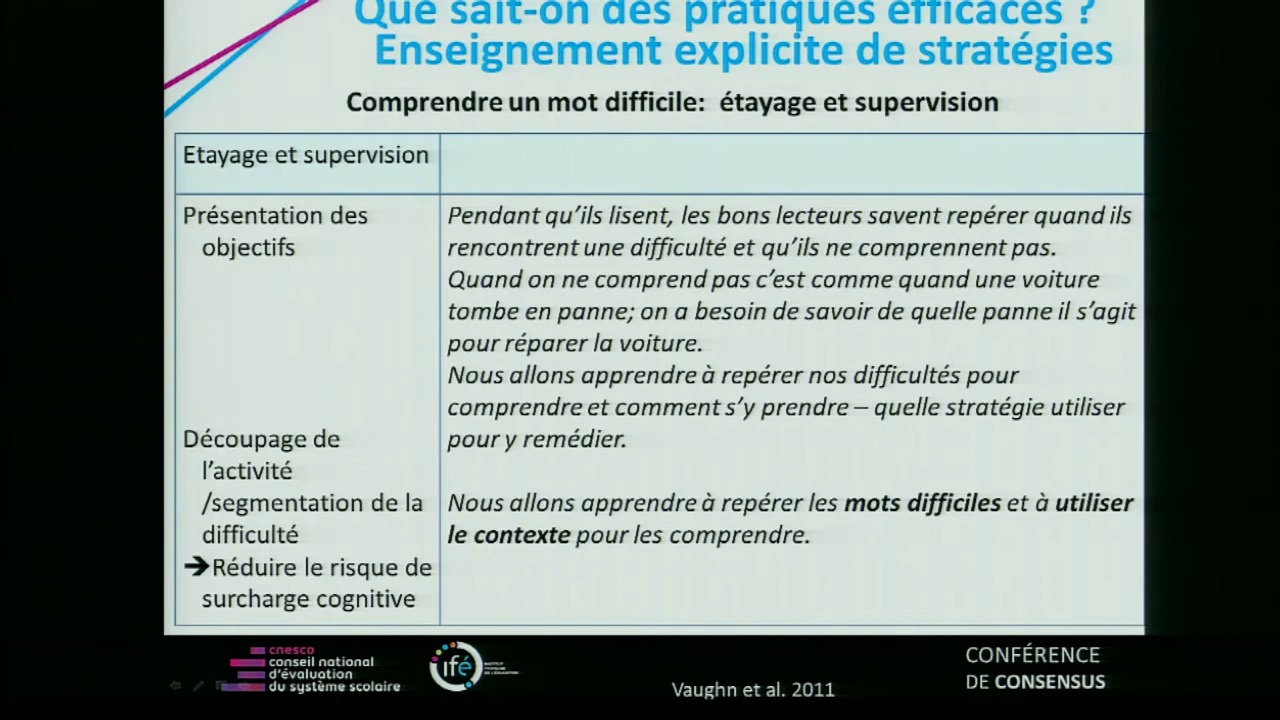 Que sait-on des pratiques efficaces ?
Enseignement explicite de stratégies
Comprendre un mot difficile: étayage et supervision
Etayage et supervision
Présentation des
objectifs
Pendant qu’ils lisent, les bons lecteurs savent repérer quand ils
rencontrent une difficulté et qu’ils ne comprennent pas.
Quand on ne comprend pas c’est comme quand une voiture
tombe en panne; on a besoin de savoir de quelle panne il s’agit
pour réparer la voiture.
Nous allons apprendre à repérer nos difficultés pour
comprendre et comment s’y prendre – quelle stratégie utiliser
pour y remédier.
Découpage de
l’activité
/segmentation de la
difficulté
➔Réduire le risque de
surcharge cognitive
Nous allons apprendre à repérer les mots difficiles et à utiliser
le contexte pour les comprendre.
cnesco
conseil national
d'évaluation
du système scolaire
ifé
Vaughn et al. 2011
CONFÉRENCE
DE CONSENSUS